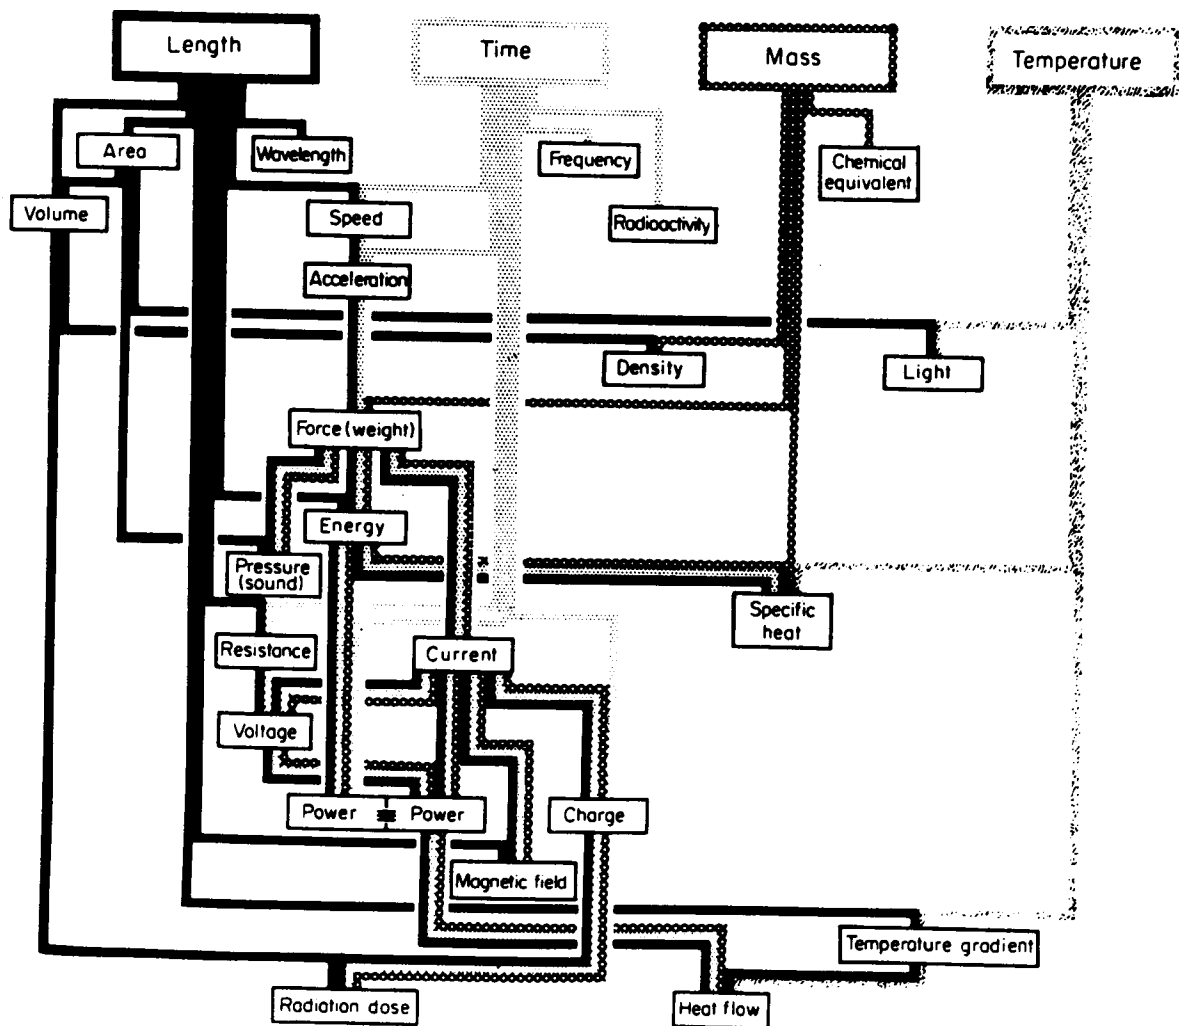 Length
Time
Mass
Temperature
Area
Wavelength
Frequency
Chemical
equivalent
Volume
Speed
Radioactivity
Acceleration
Density
Light
Force (weight)
Energy
Pressure
(sound)
Specific
heat
Resistance
Current
Voltage
Power
Power
Charge
Magnetic field
Temperature gradient
Radiation dose
Heat flow